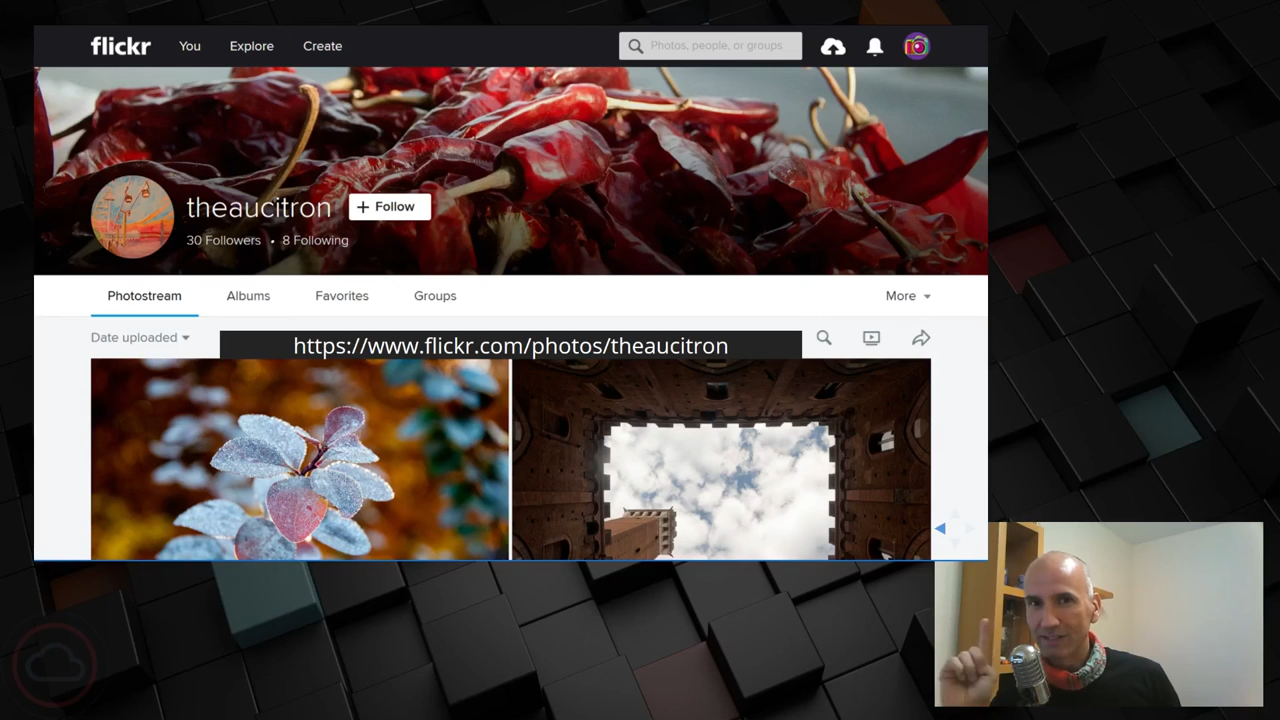 flickr You Explore Create Photos, people, or groups
theaucitron + Follow
30 Followers • 8 Following
Photostream Albums Favorites Groups More
Date uploaded
https://www.flickr.com/photos/theaucitron